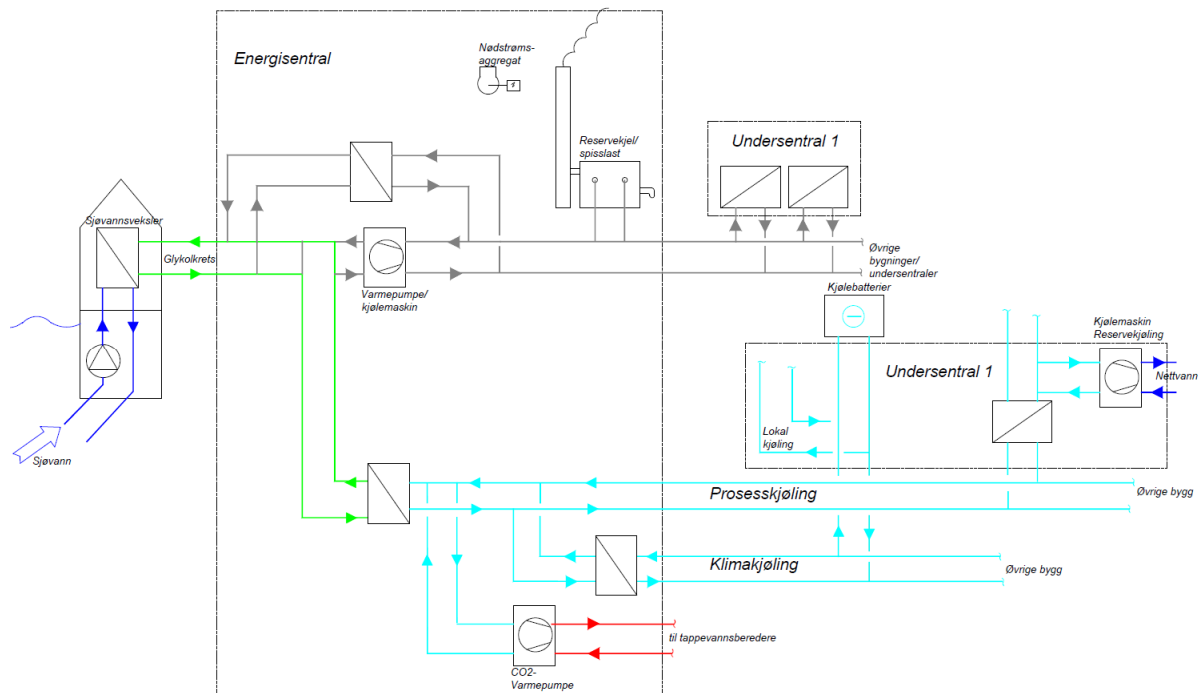 Energisentral
Nødstrøms-
aggregat
Reservekjel/
spisslast
Undersentral 1
Sjøvannsveksler
Glykolkrets
Varmepumpe/
kjølemaskin
Øvrige
bygninger/
undersentraler
Kjølebatterier
Kjølemaskin
Reservekjøling
Undersentral 1
Nettvann
Lokal
kjøling
Sjøvann
Prosesskjøling
Øvrige bygg
Klimakjøling
Øvrige bygg
til tappevannsberedere
CO2-
Varmepumpe